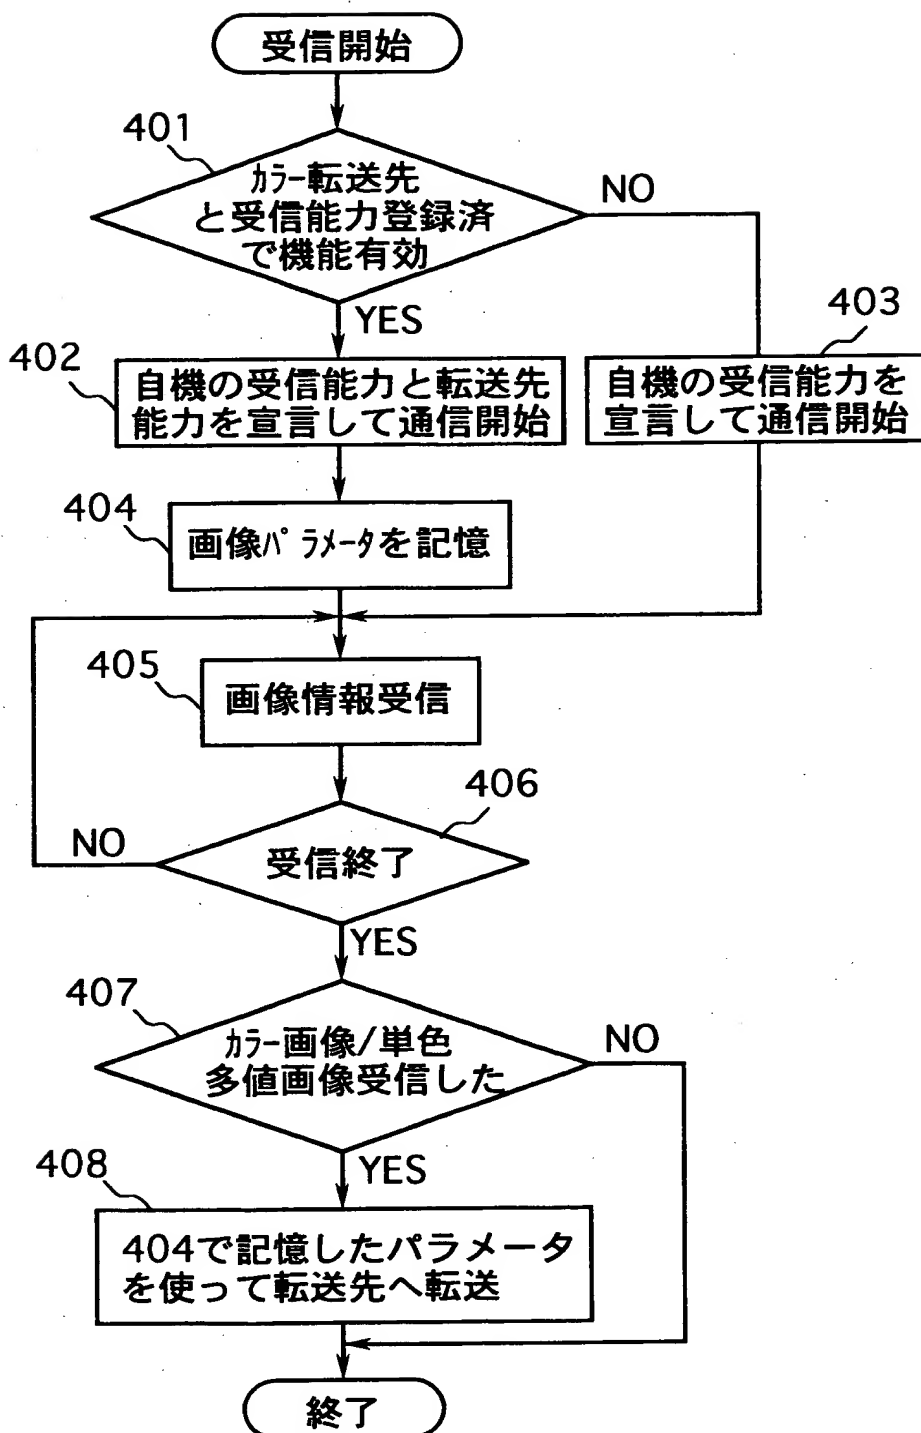 受信開始
401
カラー転送先
と受信能力登録済
で機能有効
NO
YES
402
自機の受信能力と転送先
能力を宣言して通信開始
403
自機の受信能力を
宣言して通信開始
404
画像パラメータを記憶
405
画像情報受信
406
NO
受信終了
YES
407
カラー画像/単色
多値画像受信した
NO
YES
408
404で記憶したパラメータ
を使って転送先へ転送
終了